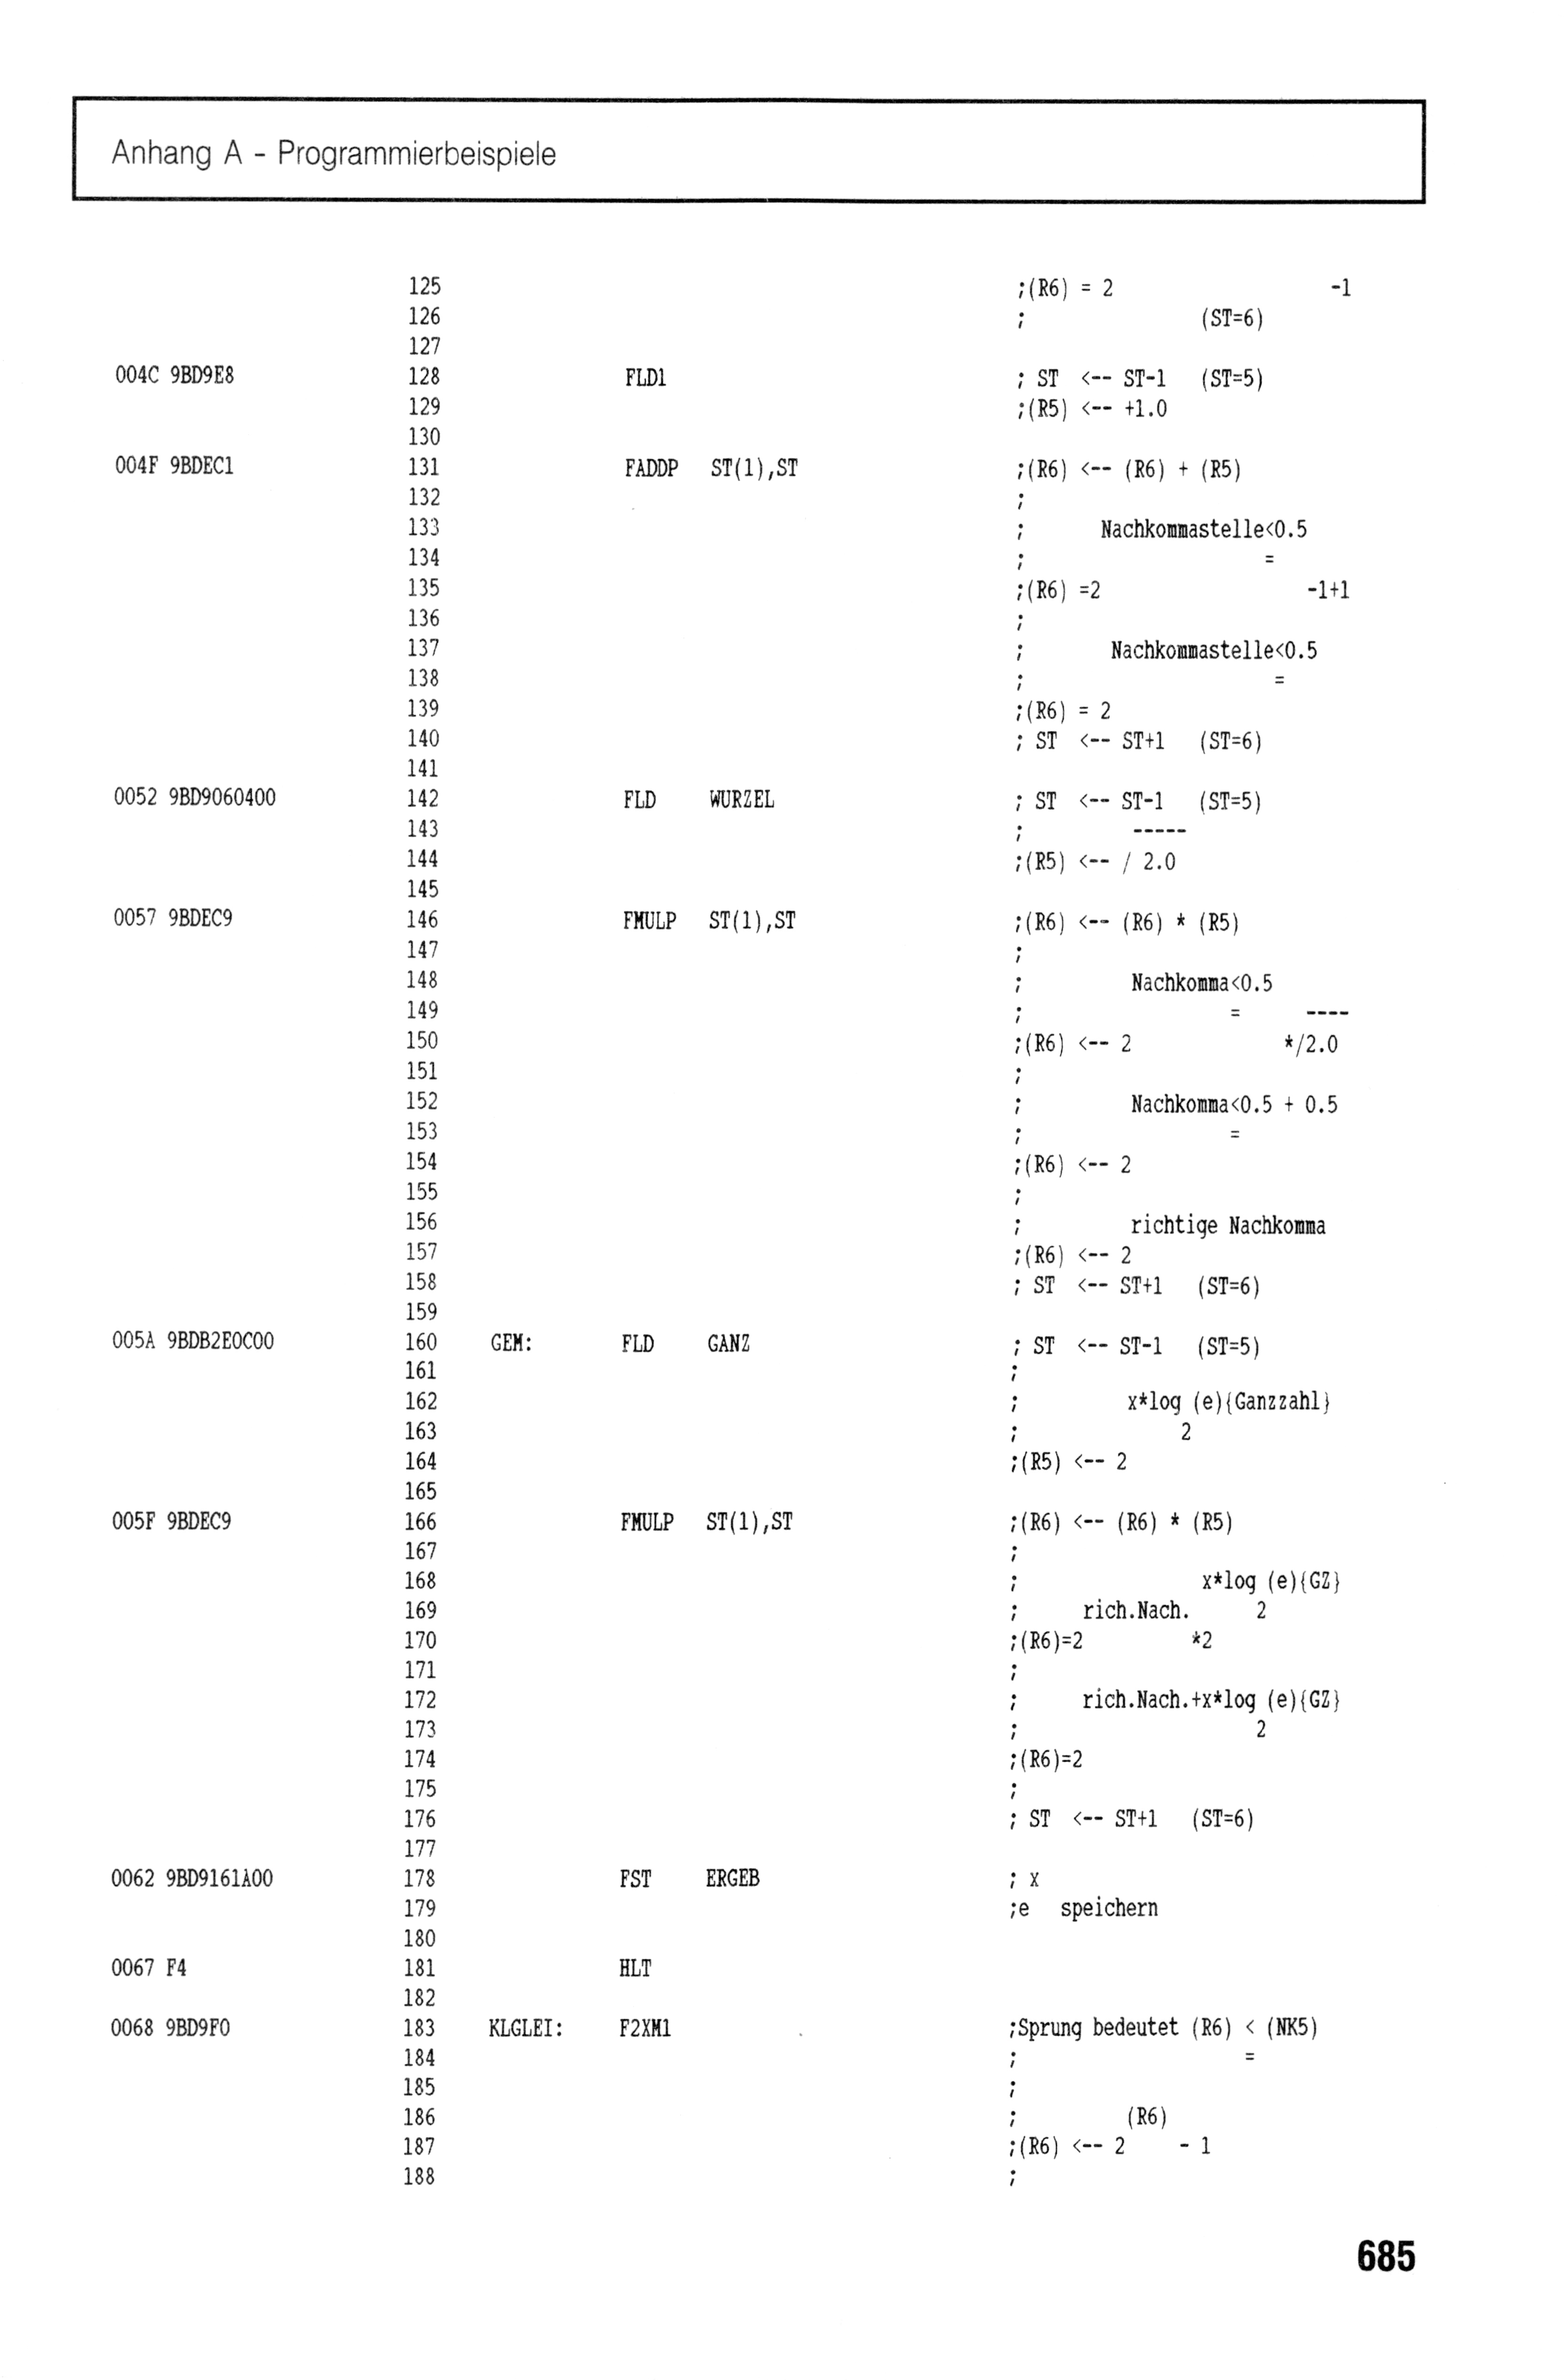 Anhang A - Programmierbeispiele
125 ;(R6) = 2 -1
126 ; (ST=6)
127
004C 9BD9E8 128 FLD1 ; ST <-- ST-1 (ST=5)
129 ;(R5) <-- +1.0
130
004F 9BDEC1 131 FADDP ST(1),ST ;(R6) <-- (R6) + (R5)
132 ;
133 ; Nachkommastelle<0.5
134 ; =
135 ;(R6) =2 -1+1
136 ;
137 ; Nachkommastelle<0.5
138 ; =
139 ;(R6) = 2
140 ; ST <-- ST+1 (ST=6)
141
0052 9BD9060400 142 FLD WURZEL ; ST <-- ST-1 (ST=5)
143 ; -----
144 ;(R5) <-- / 2.0
145
0057 9BDEC9 146 FMULP ST(1),ST ;(R6) <-- (R6) * (R5)
147 ;
148 ; Nachkomma<0.5
149 ; = ----
150 ;(R6) <-- 2 */2.0
151 ;
152 ; Nachkomma<0.5 + 0.5
153 ; =
154 ;(R6) <-- 2
155 ;
156 ; richtige Nachkomma
157 ;(R6) <-- 2
158 ; ST <-- ST+1 (ST=6)
159
005A 9BDB2E0C00 160 GEM: FLD GANZ ; ST <-- ST-1 (ST=5)
161 ;
162 ; x*log (e){Ganzzahl}
163 ; 2
164 ;(R5) <-- 2
165
005F 9BDEC9 166 FMULP ST(1),ST ;(R6) <-- (R6) * (R5)
167 ;
168 ; x*log (e){GZ}
169 ; rich.Nach. 2
170 ;(R6)=2 *2
171 ;
172 ; rich.Nach.+x*log (e){GZ}
173 ; 2
174 ;(R6)=2
175 ;
176 ; ST <-- ST+1 (ST=6)
177
0062 9BD9161A00 178 FST ERGEB ; x
179 ;e speichern
180
0067 F4 181 HLT
182
0068 9BD9F0 183 KLGLEI: F2XM1 ;Sprung bedeutet (R6) < (NK5)
184 ; =
185 ;
186 ; (R6)
187 ;(R6) <-- 2 - 1
188 ;
685